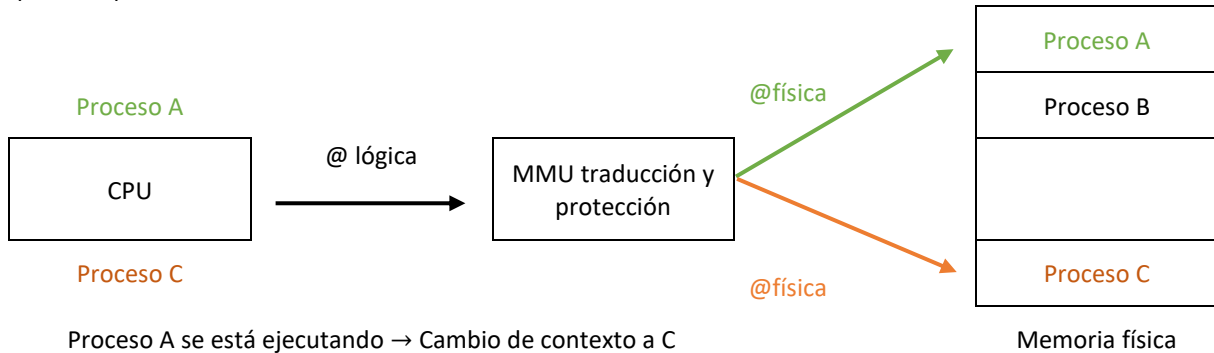 Proceso A
CPU
Proceso C
@ lógica
MMU traducción y
protección
@física
@física
Proceso A
Proceso B
Proceso C
Proceso A se está ejecutando → Cambio de contexto a C
Memoria física